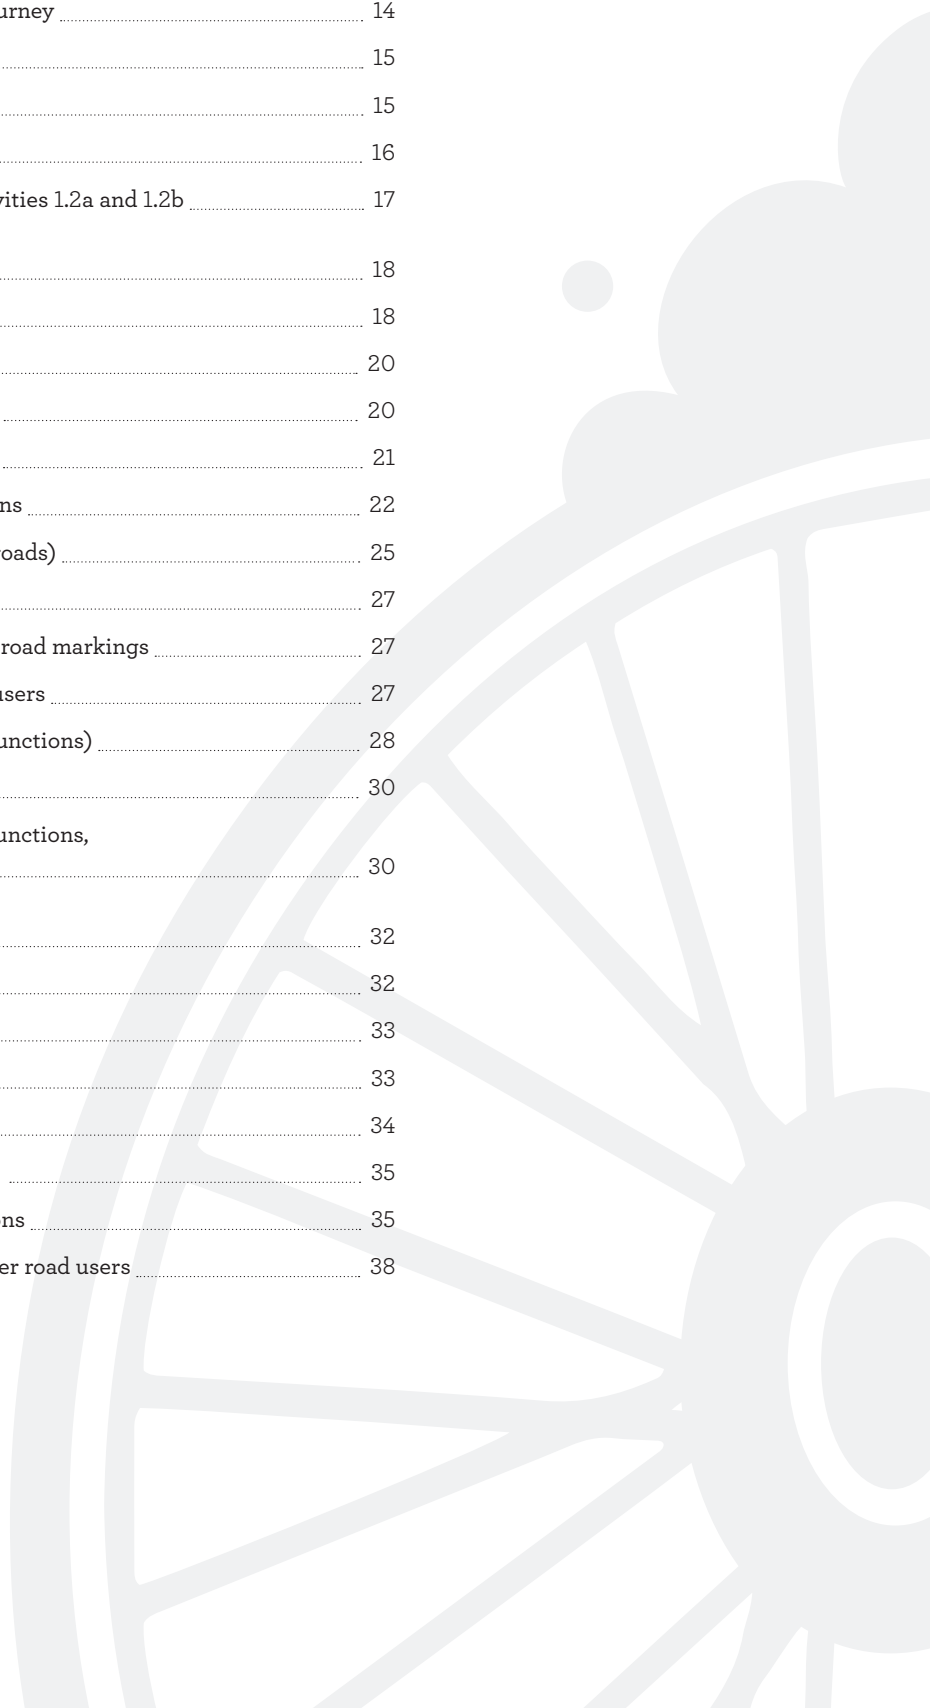 urney 14
15
15
16
vities 1.2a and 1.2b 17
18
18
20
20
21
ns 22
roads) 25
27
road markings 27
users 27
unctions) 28
30
unctions,
30
32
32
33
33
34
35
ons 35
er road users 38